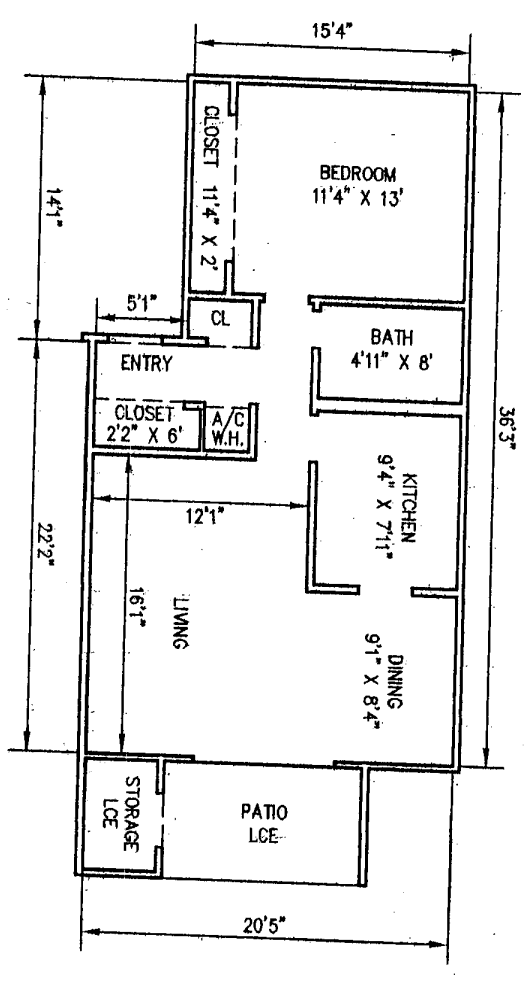 15'4"
BEDROOM
11'4" X 13'
CLOSET 11'4" X 2'
14'1"
5'1"
CL
BATH
4'11" X 8'
ENTRY
CLOSET
2'2" X 6'
A/C
W.H.
36'3"
KITCHEN
9'4" X 7'11"
12'1"
22'2"
16'1"
LIVING
DINING
9'1" X 8'4"
STORAGE
LCE
PATIO
LCE
20'5"